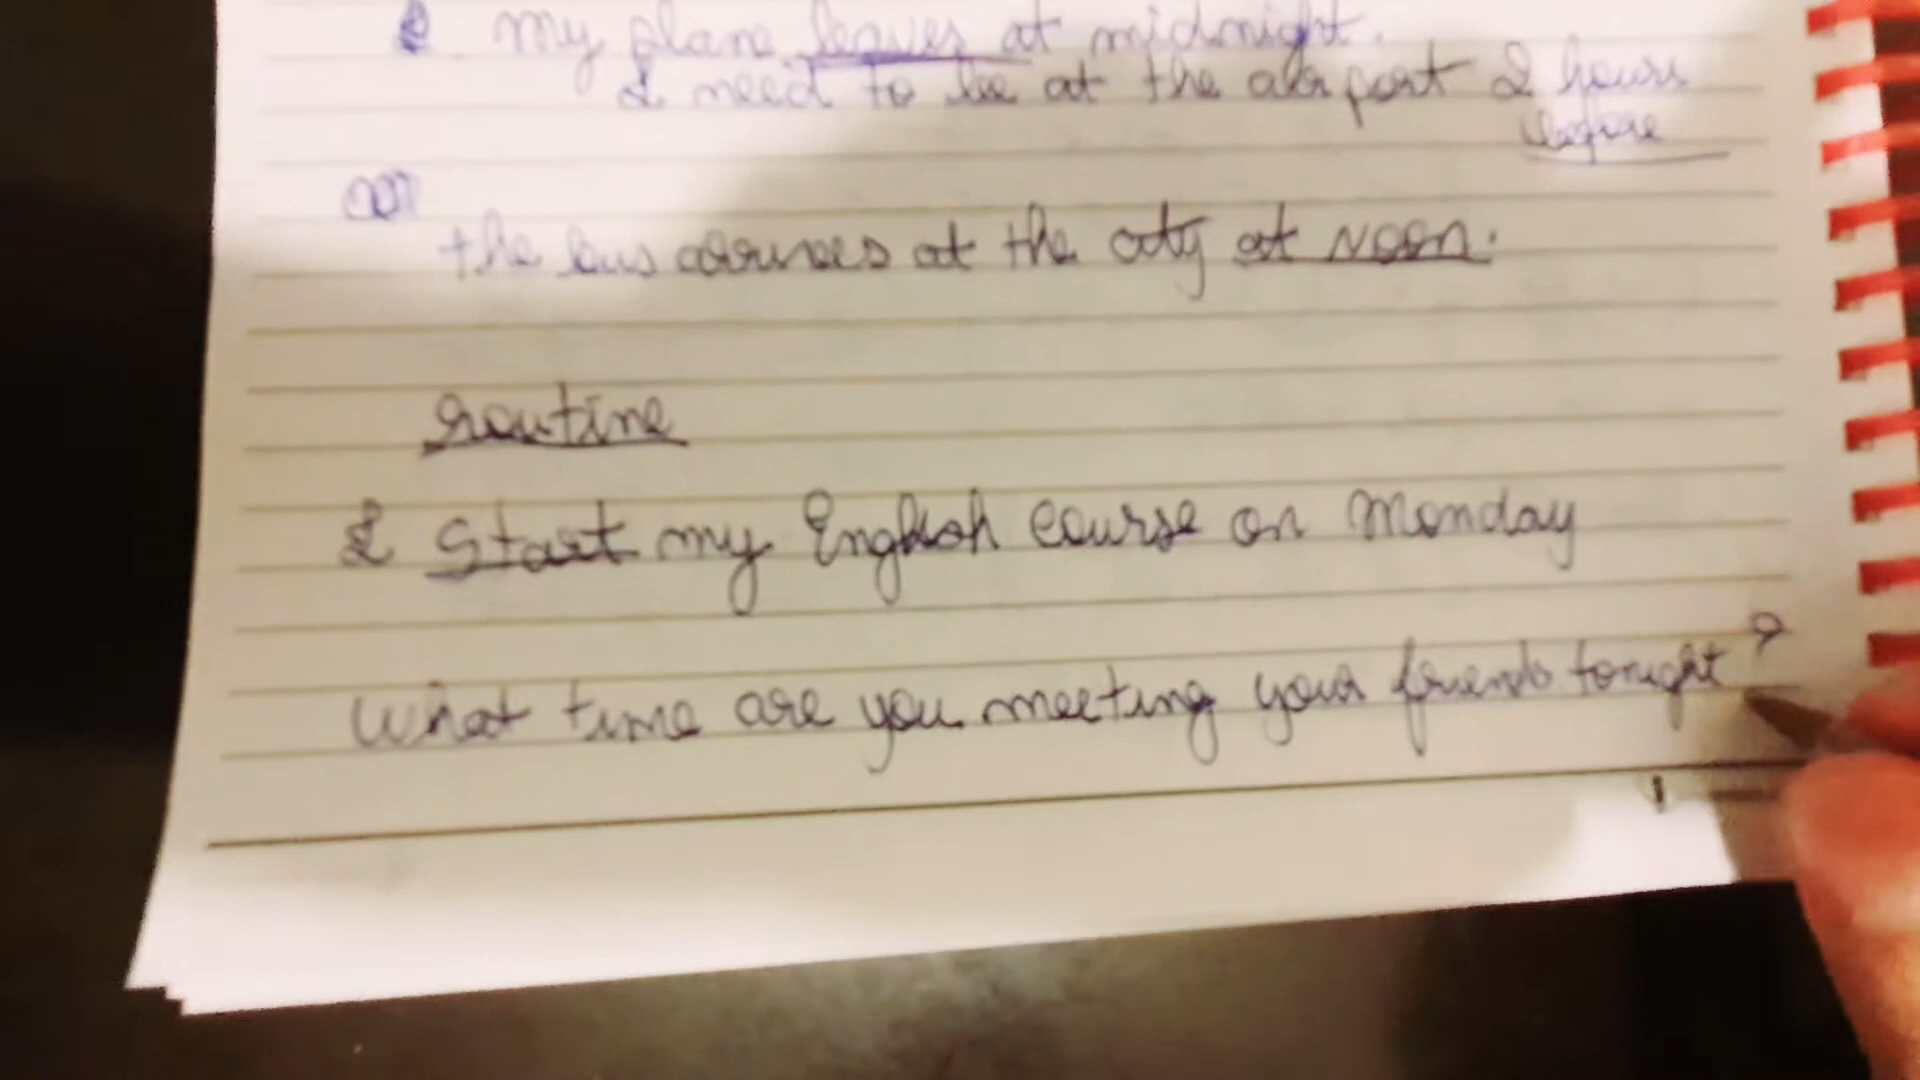 my plane leaves at midnight.
I need to be at the airport 2 hours
before
the bus arrives at the city at Noon.
routine
I Start my English course on Monday
What time are you meeting your friends tonight?